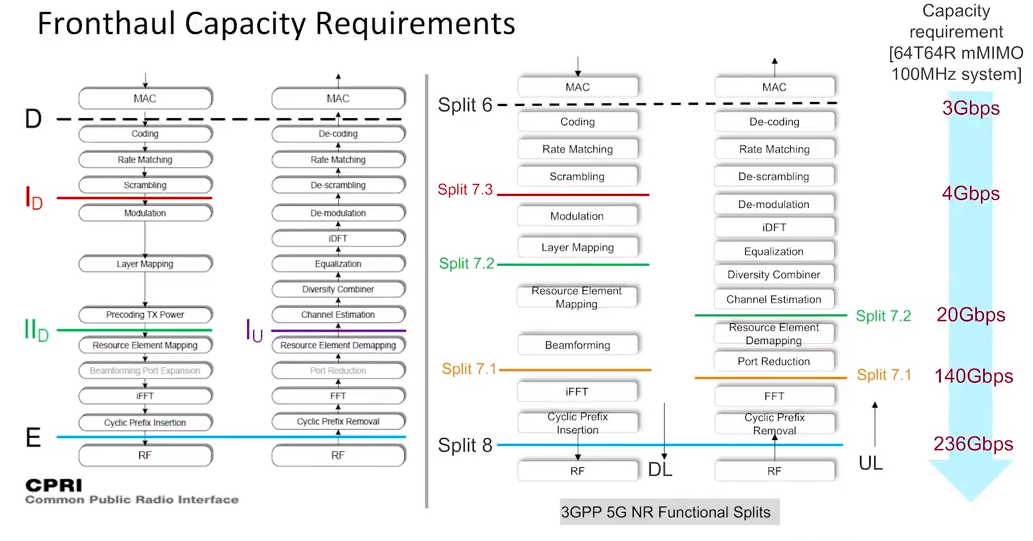 Fronthaul Capacity Requirements
Capacity
requirement
[64T64R mMIMO
100MHz system]
MAC
MAC
D
Coding
De-coding
Rate Matching
Rate Matching
Scrambling
De-scrambling
I_D
Modulation
De-modulation
iDFT
Layer Mapping
Equalization
Diversity Combiner
Precoding TX Power
Channel Estimation
II_D
I_U
Resource Element Mapping
Resource Element Demapping
Beamforming Port Expansion
Port Reduction
iFFT
FFT
Cyclic Prefix Insertion
Cyclic Prefix Removal
E
RF
RF
CPRI
Common Public Radio Interface
MAC
MAC
Split 6
3Gbps
Coding
De-coding
Rate Matching
Rate Matching
Scrambling
De-scrambling
Split 7.3
4Gbps
Modulation
De-modulation
iDFT
Layer Mapping
Equalization
Split 7.2
Diversity Combiner
Resource Element
Mapping
Channel Estimation
Split 7.2
20Gbps
Resource Element
Demapping
Beamforming
Port Reduction
Split 7.1
Split 7.1
140Gbps
iFFT
FFT
Cyclic Prefix
Insertion
Cyclic Prefix
Removal
Split 8
236Gbps
RF
DL
RF
UL
3GPP 5G NR Functional Splits